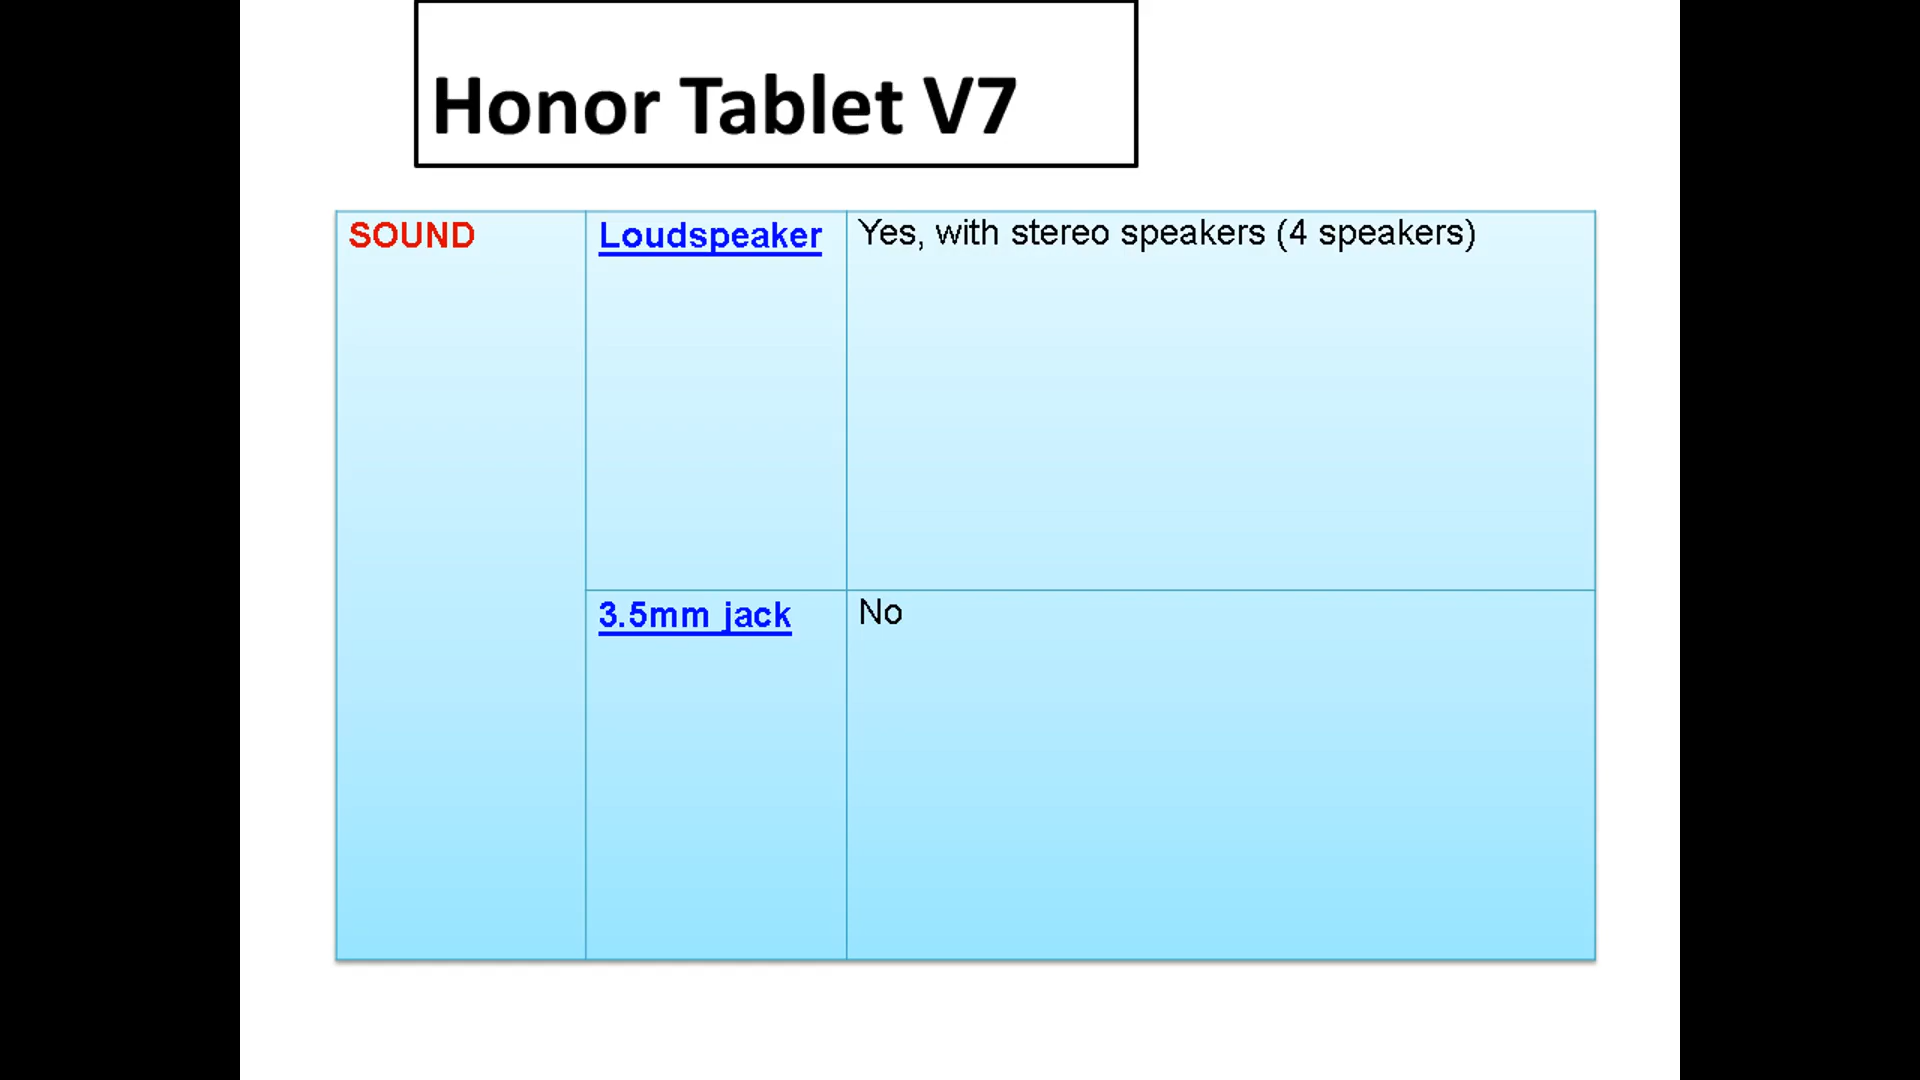 Honor Tablet V7
SOUND
Loudspeaker
Yes, with stereo speakers (4 speakers)
3.5mm jack
No